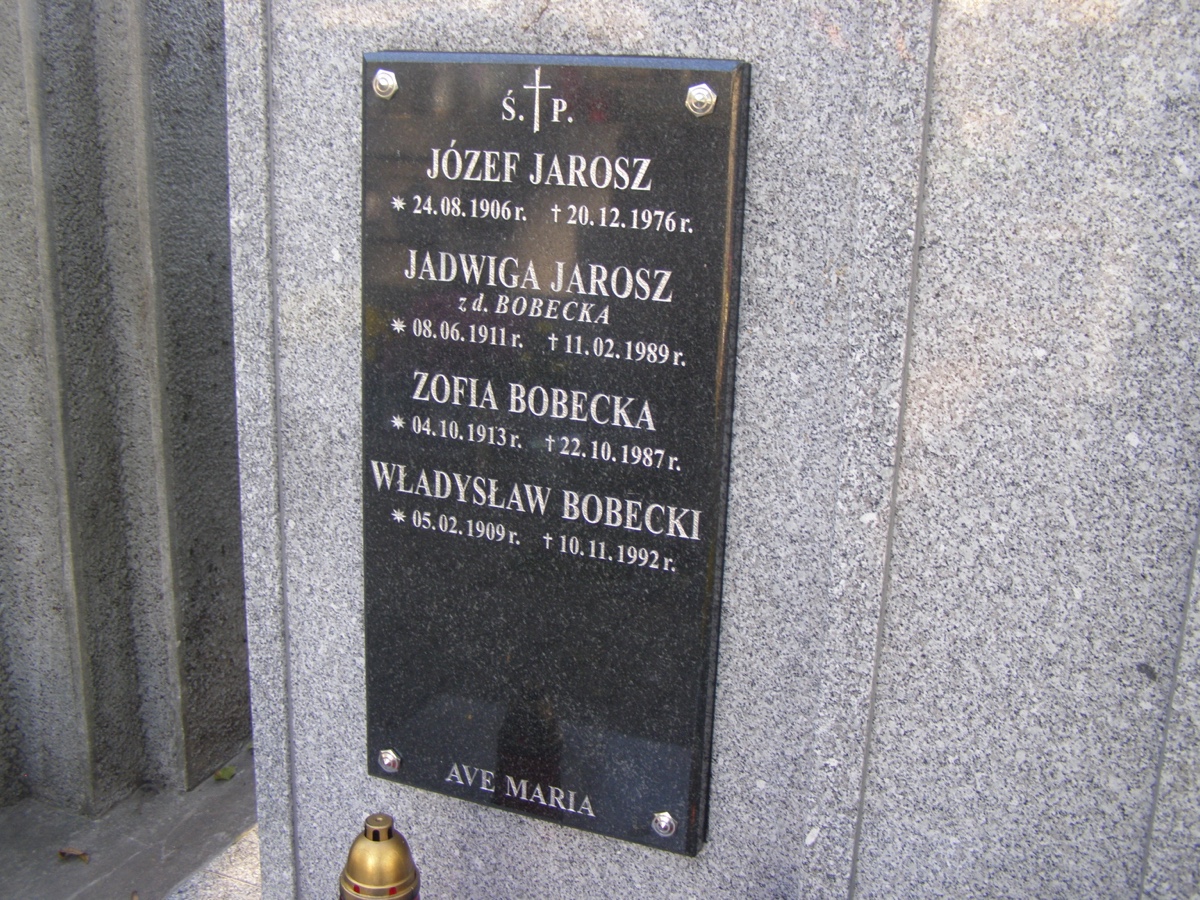 Ś. † P.
JÓZEF JAROSZ
* 24.08.1906 r. † 20.12.1976 r.
JADWIGA JAROSZ
z d. BOBECKA
* 08.06.1911 r. † 11.02.1989 r.
ZOFIA BOBECKA
* 04.10.1913 r. † 22.10.1987 r.
WŁADYSŁAW BOBECKI
* 05.02.1909 r. † 10.11.1992 r.
AVE MARIA